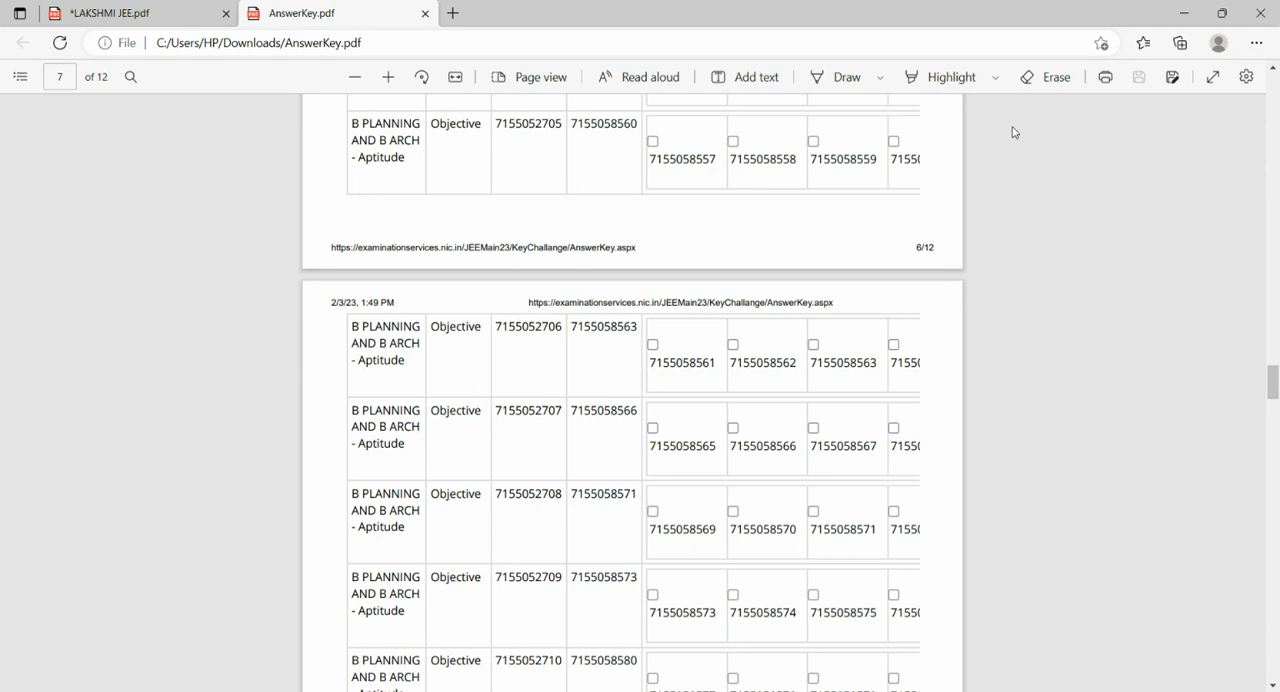 *LAKSHMI JEE.pdf
AnswerKey.pdf
File C:/Users/HP/Downloads/AnswerKey.pdf
7 of 12 Page view Read aloud Add text Draw Highlight Erase
B PLANNING AND B ARCH - Aptitude Objective 7155052705 7155058560 7155058557 7155058558 7155058559 7155(
https://examinationservices.nic.in/JEEMain23/KeyChallange/AnswerKey.aspx 6/12
2/3/23, 1:49 PM https://examinationservices.nic.in/JEEMain23/KeyChallange/AnswerKey.aspx
B PLANNING AND B ARCH - Aptitude Objective 7155052706 7155058563 7155058561 7155058562 7155058563 7155(
B PLANNING AND B ARCH - Aptitude Objective 7155052707 7155058566 7155058565 7155058566 7155058567 7155(
B PLANNING AND B ARCH - Aptitude Objective 7155052708 7155058571 7155058569 7155058570 7155058571 7155(
B PLANNING AND B ARCH - Aptitude Objective 7155052709 7155058573 7155058573 7155058574 7155058575 7155(
B PLANNING AND B ARCH Objective 7155052710 7155058580